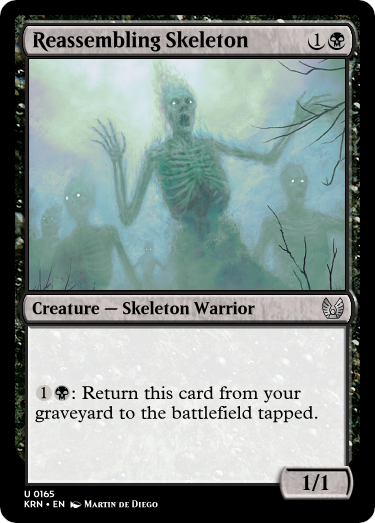 Reassembling Skeleton 1
Creature — Skeleton Warrior
1 : Return this card from your
graveyard to the battlefield tapped.
1/1
U 0165
KRN • EN Martin de Diego